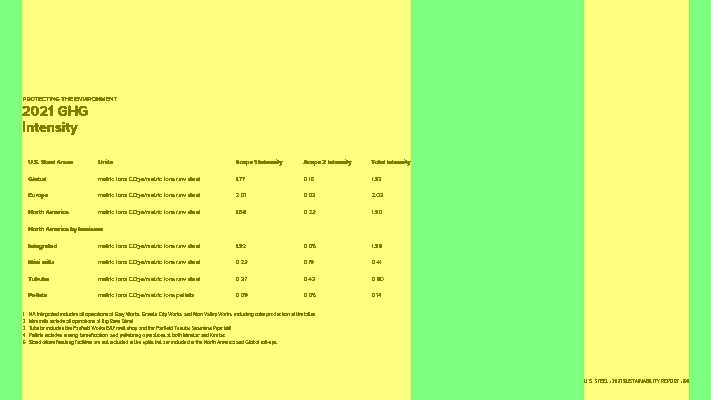 PROTECTING THE ENVIRONMENT
2021 GHG
Intensity
U.S. Steel Areas Units Scope 1 Intensity Scope 2 Intensity Total Intensity
Global metric tons CO2e/metric tons raw steel 1.77 0.16 1.93
Europe metric tons CO2e/metric tons raw steel 2.01 0.02 2.03
North America metric tons CO2e/metric tons raw steel 1.68 0.22 1.90
North America by business
Integrated metric tons CO2e/metric tons raw steel 1.92 0.06 1.98
Mini mills metric tons CO2e/metric tons raw steel 0.22 0.19 0.41
Tubular metric tons CO2e/metric tons raw steel 0.37 0.43 0.80
Pellets metric tons CO2e/metric tons pellets 0.09 0.05 0.14
1 NA Integrated includes all operations at Gary Works, Granite City Works and Mon Valley Works, including coke production at
2 Mini mills include all operations at Big River Steel
3 Tubular includes the Fairfield Works EAF melt shop and the Fairfield Tubular Seamless Pipe mill
4 Pellets includes mining, beneficiation and pelletizing operations at both Minntac and Keetac
5 Stand-alone finishing facilities are not included in the splits but are included in the North America and Global roll-ups.
U. S. STEEL 2021 SUSTAINABILITY REPORT